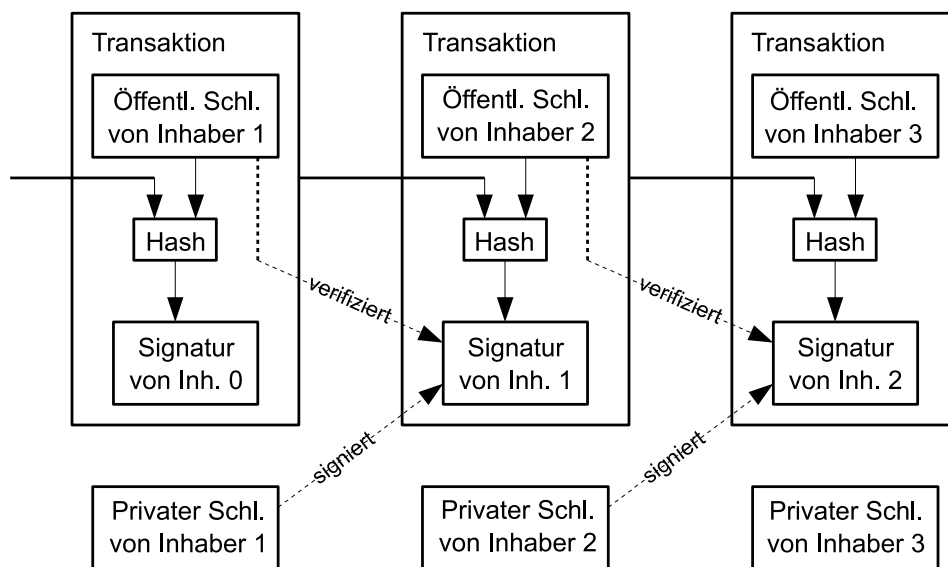 Transaktion
Transaktion
Transaktion
Öffentl. Schl.
von Inhaber 1
Öffentl. Schl.
von Inhaber 2
Öffentl. Schl.
von Inhaber 3
Hash
Hash
Hash
verifiziert
verifiziert
Signatur
von Inh. 0
Signatur
von Inh. 1
Signatur
von Inh. 2
signiert
signiert
Privater Schl.
von Inhaber 1
Privater Schl.
von Inhaber 2
Privater Schl.
von Inhaber 3